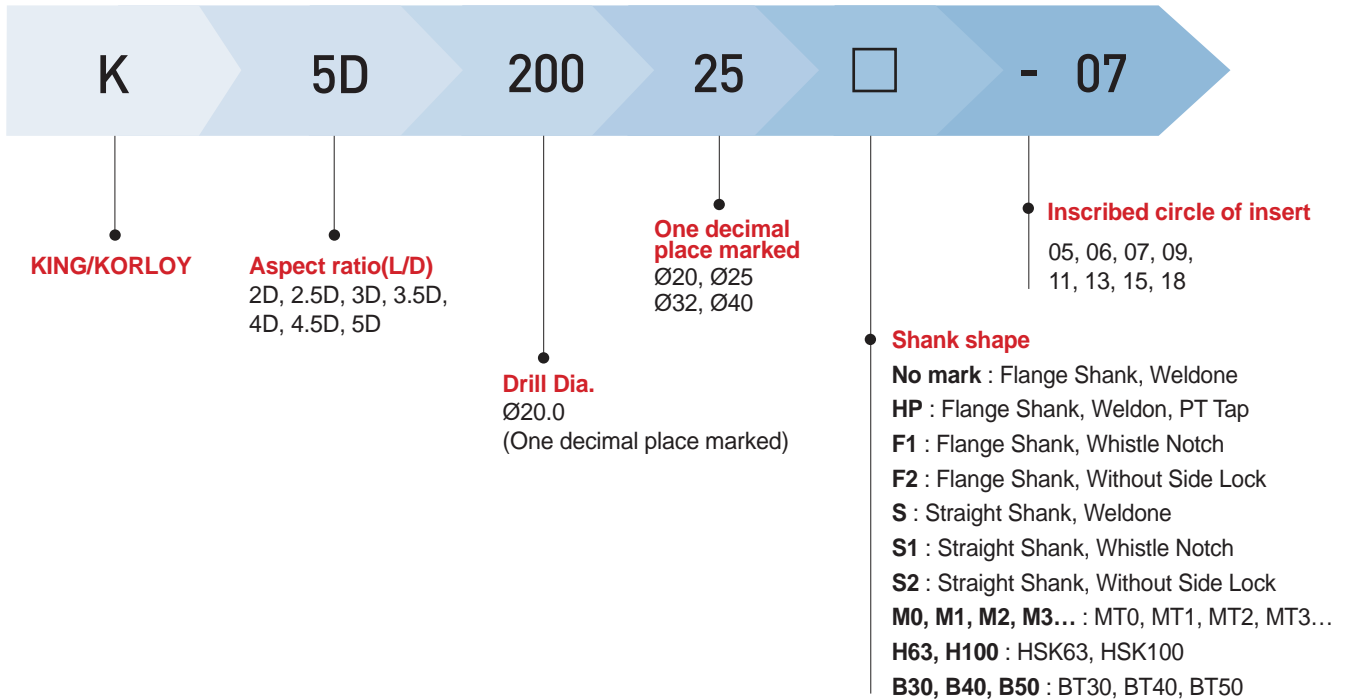 K 5D 200 25 □ - 07
KING/KORLOY
Aspect ratio(L/D)
2D, 2.5D, 3D, 3.5D,
4D, 4.5D, 5D
Drill Dia.
Ø20.0
(One decimal place marked)
One decimal
place marked
Ø20, Ø25
Ø32, Ø40
Shank shape
No mark : Flange Shank, Weldone
HP : Flange Shank, Weldon, PT Tap
F1 : Flange Shank, Whistle Notch
F2 : Flange Shank, Without Side Lock
S : Straight Shank, Weldone
S1 : Straight Shank, Whistle Notch
S2 : Straight Shank, Without Side Lock
M0, M1, M2, M3… : MT0, MT1, MT2, MT3…
H63, H100 : HSK63, HSK100
B30, B40, B50 : BT30, BT40, BT50
Inscribed circle of insert
05, 06, 07, 09,
11, 13, 15, 18